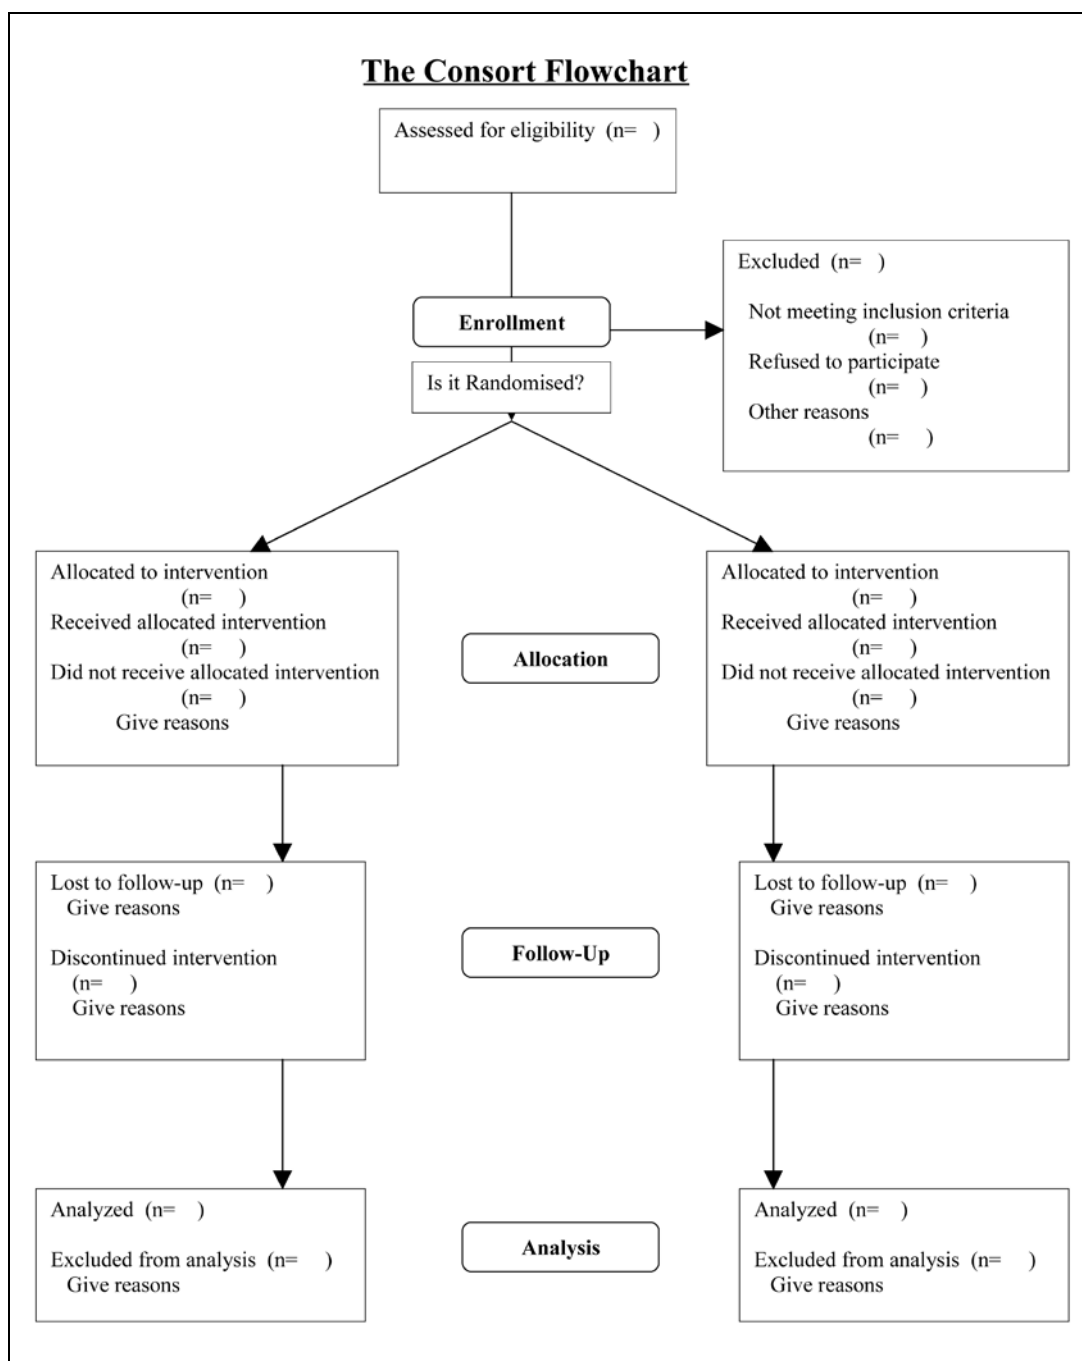 The Consort Flowchart
Assessed for eligibility (n= )
Excluded (n= )
Not meeting inclusion criteria
(n= )
Refused to participate
(n= )
Other reasons
(n= )
Enrollment
Is it Randomised?
Allocated to intervention
(n= )
Received allocated intervention
(n= )
Did not receive allocated intervention
(n= )
Give reasons
Allocation
Allocated to intervention
(n= )
Received allocated intervention
(n= )
Did not receive allocated intervention
(n= )
Give reasons
Lost to follow-up (n= )
Give reasons
Discontinued intervention
(n= )
Give reasons
Follow-Up
Lost to follow-up (n= )
Give reasons
Discontinued intervention
(n= )
Give reasons
Analyzed (n= )
Excluded from analysis (n= )
Give reasons
Analysis
Analyzed (n= )
Excluded from analysis (n= )
Give reasons